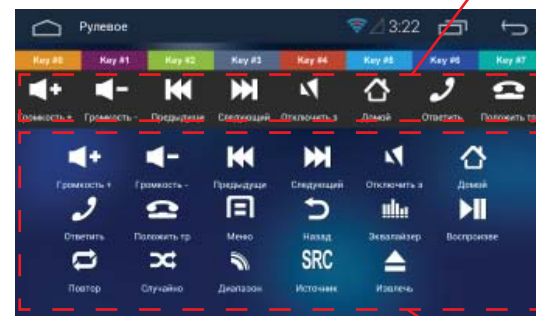 Рулевое 3:22
Key #0 Key #1 Key #2 Key #3 Key #4 Key #5 Key #6 Key #7
Громкость + Громкость - Предыдуще Следующий Отключить з Домой Ответить Положить тр
Громкость + Громкость - Предыдуще Следующий Отключить з Домой
Ответить Положить тр Меню Назад Эквалайзер Воспроизве
SRC
Повтор Случайно Диапазон Источник Извлечь